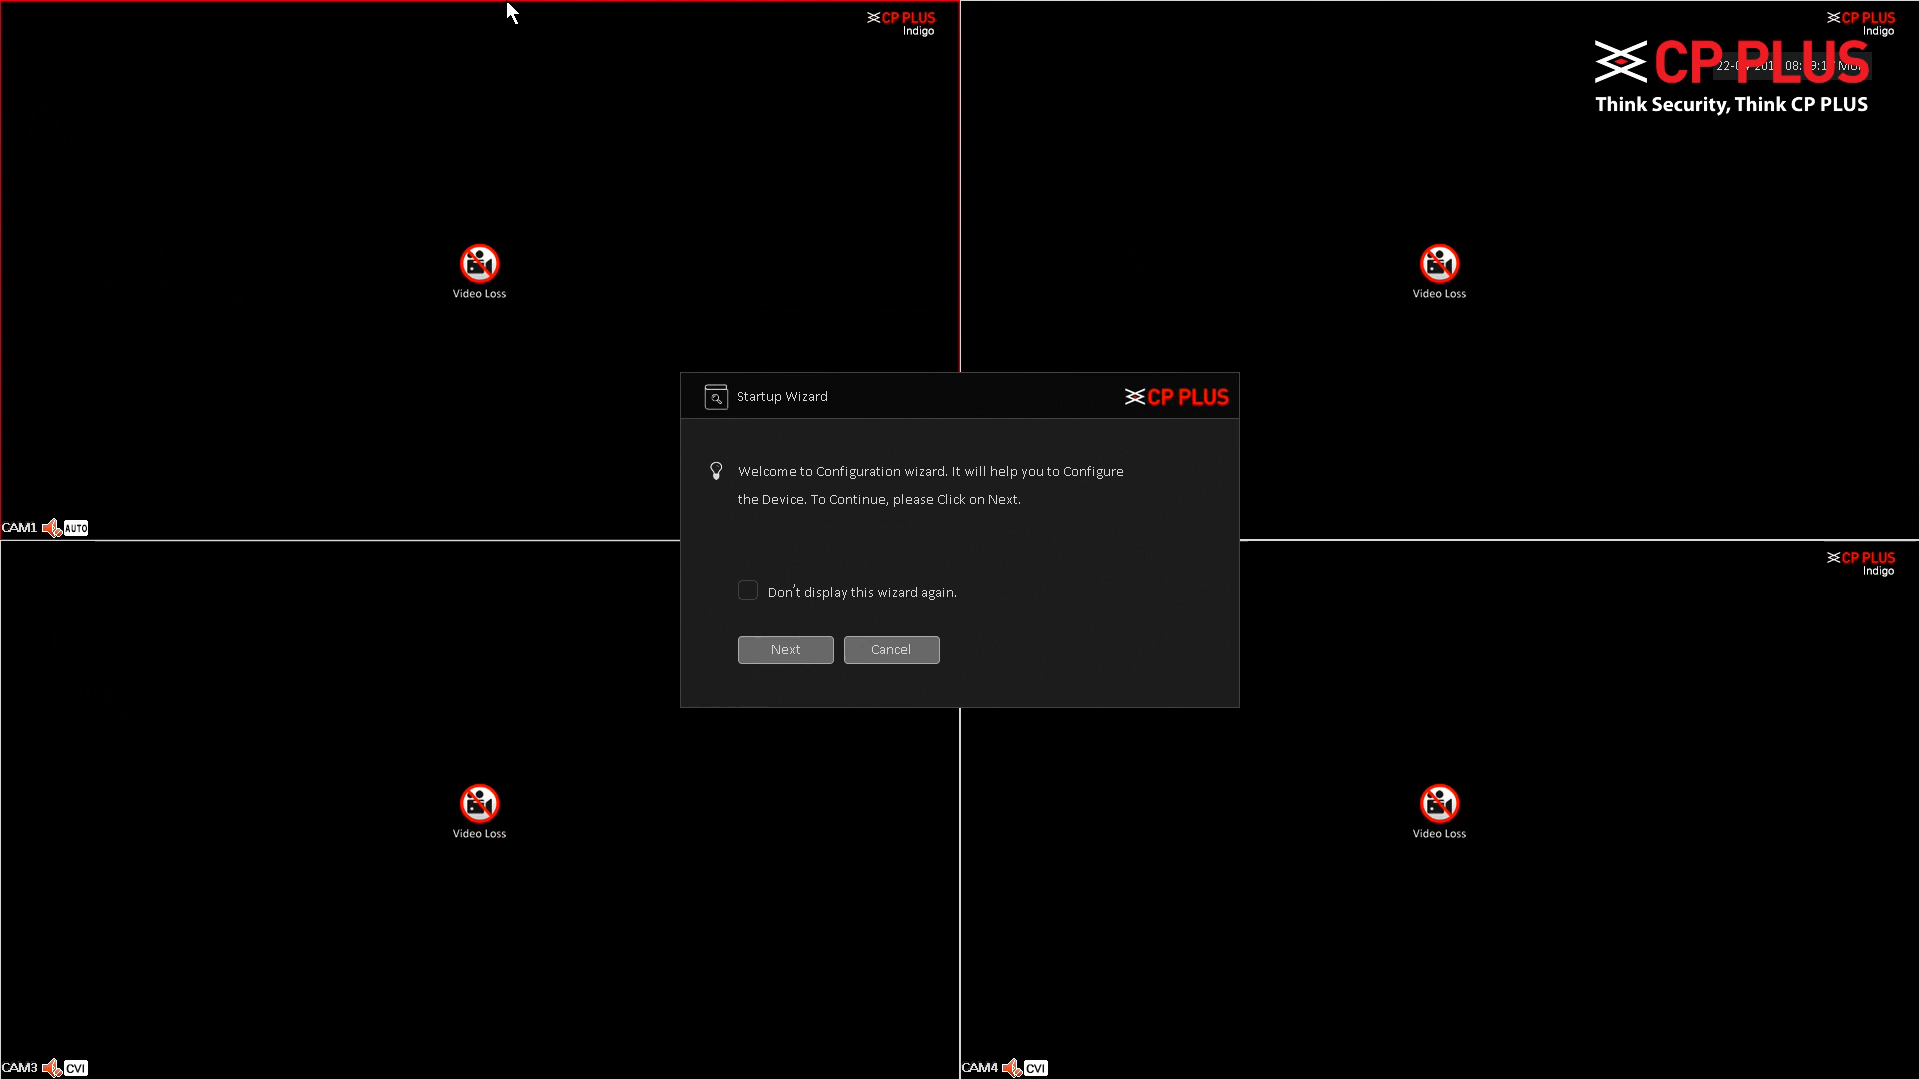 CP PLUS
Indigo
CP PLUS
Indigo
CP PLUS
Think Security, Think CP PLUS
Video Loss
Video Loss
Startup Wizard
CP PLUS
Welcome to Configuration wizard. It will help you to Configure
the Device. To Continue, please Click on Next.
Don't display this wizard again.
Next Cancel
CAM1 AUTO
CP PLUS
Indigo
Video Loss
Video Loss
CAM3 CVI
CAM4 CVI